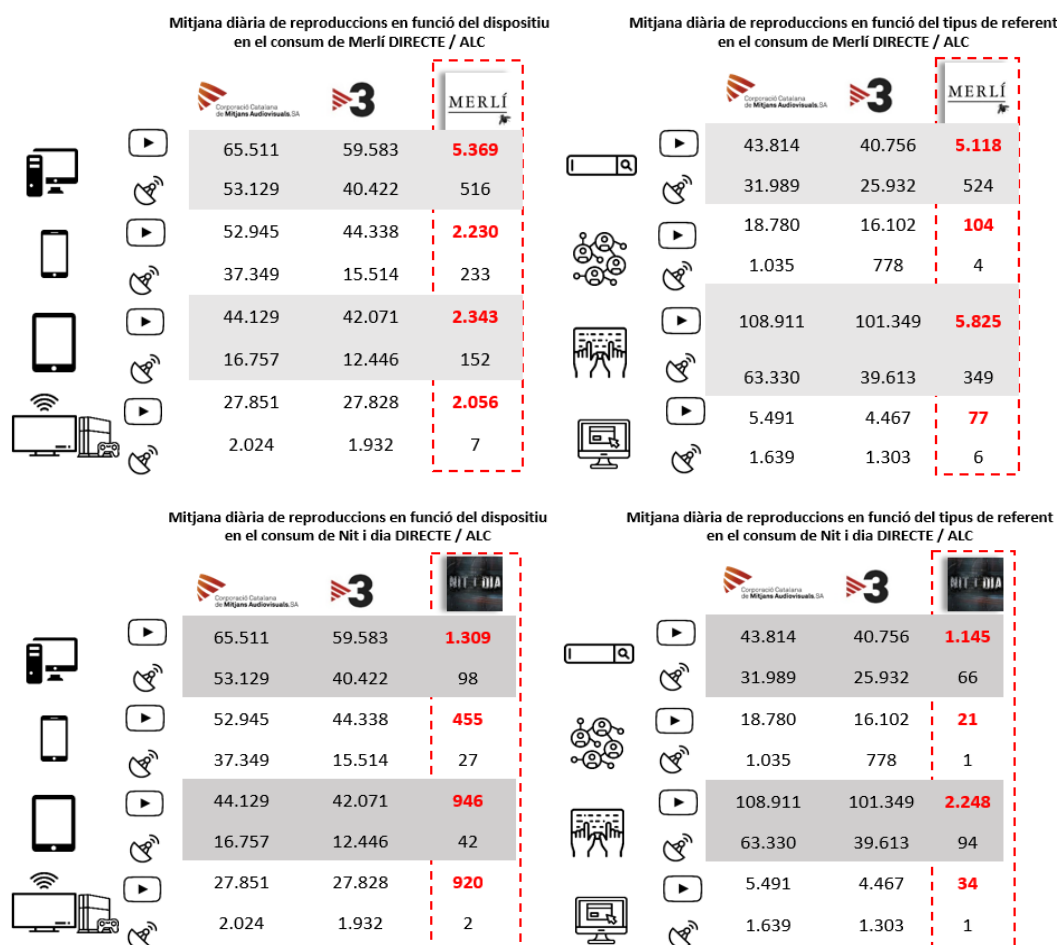 Mitjana diària de reproduccions en funció del dispositiu
en el consum de Merlí DIRECTE / ALC
Corporació Catalana
de Mitjans Audiovisuals, SA
3
MERLÍ
65.511 59.583 5.369
53.129 40.422 516
52.945 44.338 2.230
37.349 15.514 233
44.129 42.071 2.343
16.757 12.446 152
27.851 27.828 2.056
2.024 1.932 7
Mitjana diària de reproduccions en funció del tipus de referent
en el consum de Merlí DIRECTE / ALC
Corporació Catalana
de Mitjans Audiovisuals, SA
3
MERLÍ
43.814 40.756 5.118
31.989 25.932 524
18.780 16.102 104
1.035 778 4
108.911 101.349 5.825
63.330 39.613 349
5.491 4.467 77
1.639 1.303 6
Mitjana diària de reproduccions en funció del dispositiu
en el consum de Nit i dia DIRECTE / ALC
Corporació Catalana
de Mitjans Audiovisuals, SA
3
NIT I DIA
65.511 59.583 1.309
53.129 40.422 98
52.945 44.338 455
37.349 15.514 27
44.129 42.071 946
16.757 12.446 42
27.851 27.828 920
2.024 1.932 2
Mitjana diària de reproduccions en funció del tipus de referent
en el consum de Nit i dia DIRECTE / ALC
Corporació Catalana
de Mitjans Audiovisuals, SA
3
NIT I DIA
43.814 40.756 1.145
31.989 25.932 66
18.780 16.102 21
1.035 778 1
108.911 101.349 2.248
63.330 39.613 94
5.491 4.467 34
1.639 1.303 1